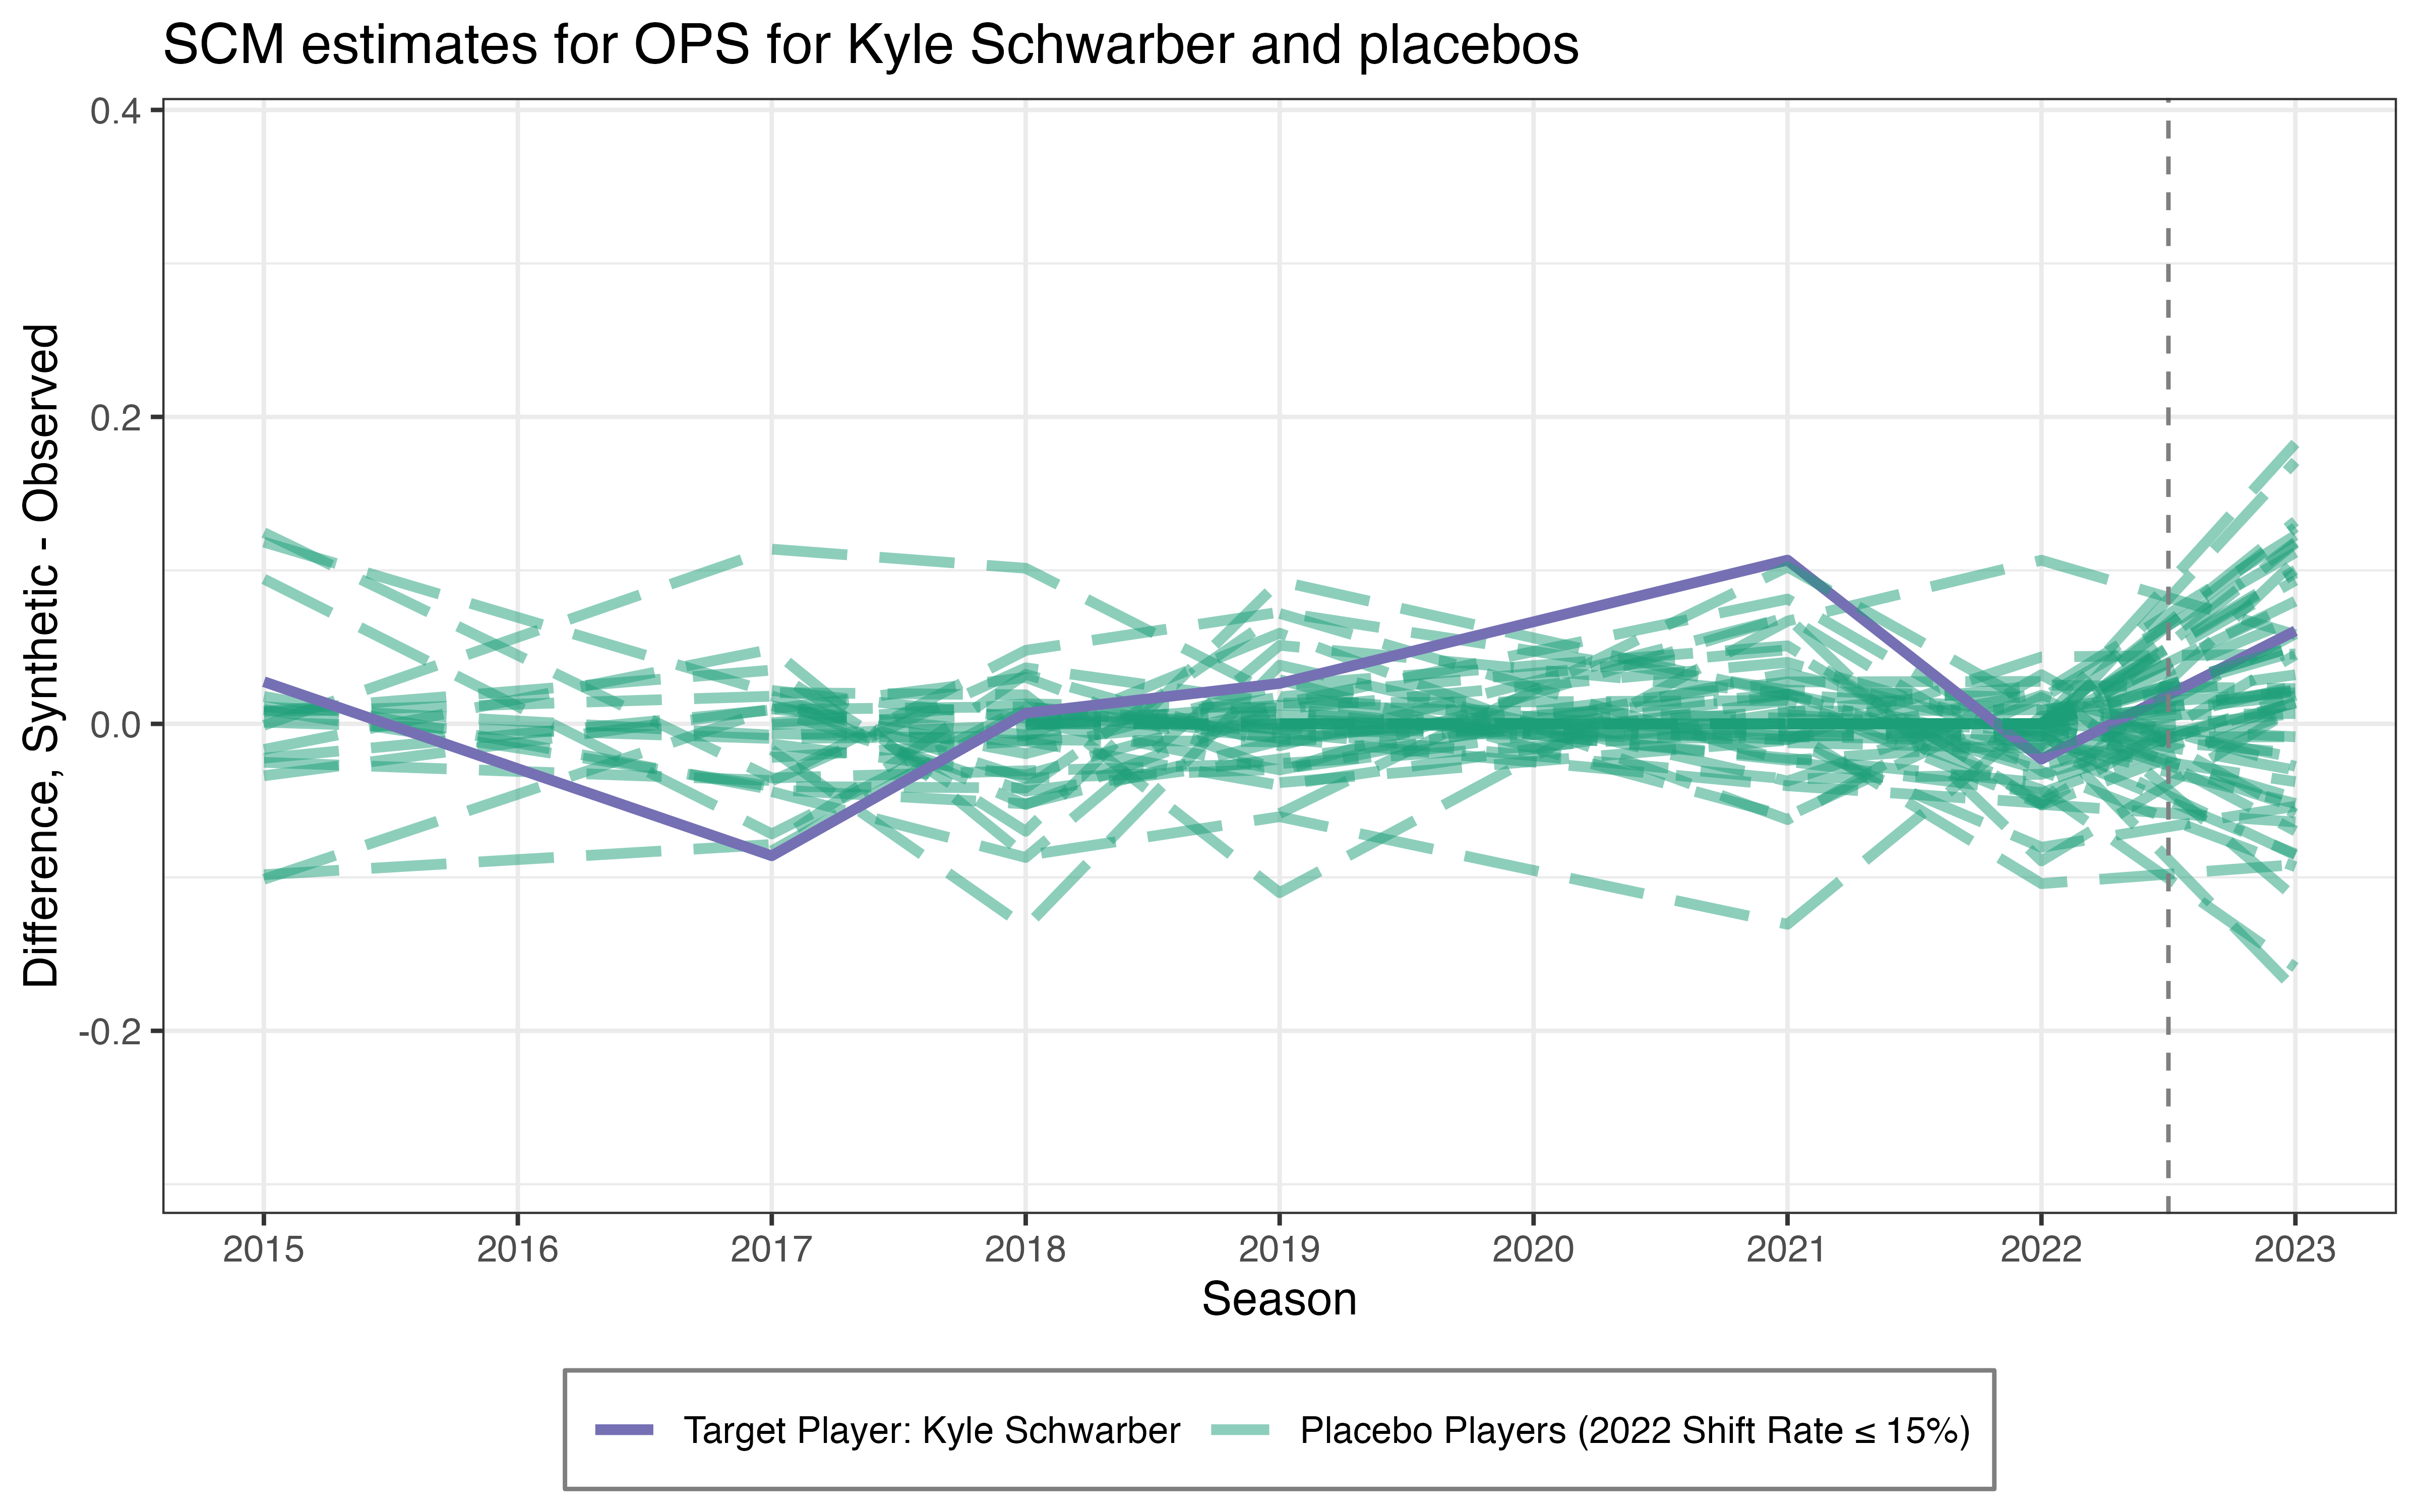 SCM estimates for OPS for Kyle Schwarber and placebos
Difference, Synthetic - Observed
0.4
0.2
0.0
-0.2
2015 2016 2017 2018 2019 2020 2021 2022 2023
Season
Target Player: Kyle Schwarber Placebo Players (2022 Shift Rate ≤ 15%)